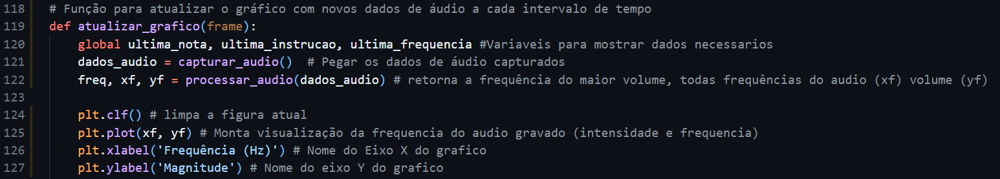 118 # Função para atualizar o gráfico com novos dados de áudio a cada intervalo de tempo
119 def atualizar_grafico(frame):
120 global ultima_nota, ultima_instrucao, ultima_frequencia #Variaveis para mostrar dados necessarios
121 dados_audio = capturar_audio()  # Pegar os dados de áudio capturados
122 freq, xf, yf = processar_audio(dados_audio) # retorna a frequência do maior volume, todas frequências do audio (xf) volume (yf)
123
124 plt.clf() # limpa a figura atual
125 plt.plot(xf, yf) # Monta visualização da frequencia do audio gravado (intensidade e frequencia)
126 plt.xlabel('Frequência (Hz)') # Nome do Eixo X do grafico
127 plt.ylabel('Magnitude') # Nome do eixo Y do grafico